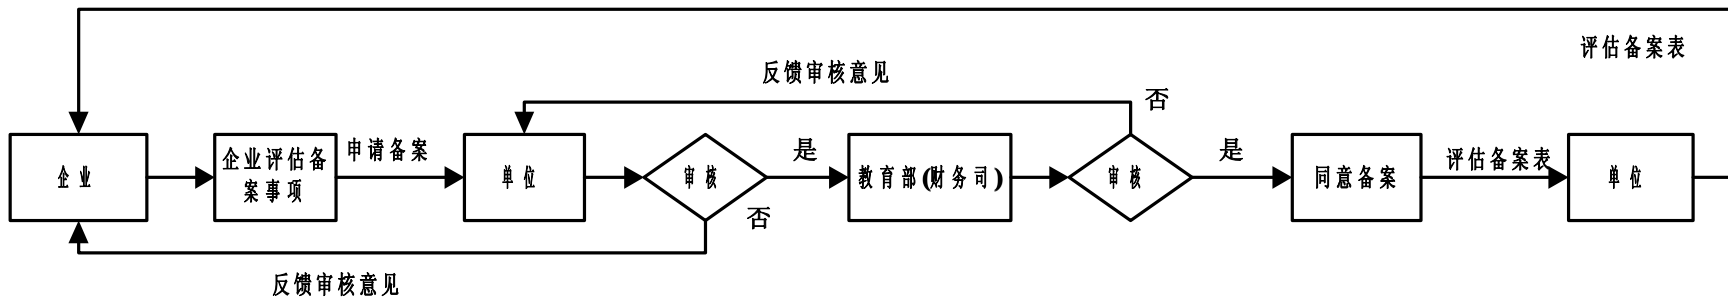 评估备案表
反馈审核意见
否
企业
企业评估备
案事项
申请备案
单位
审核
是
教育部(财务司)
审核
是
同意备案
评估备案表
单位
否
反馈审核意见